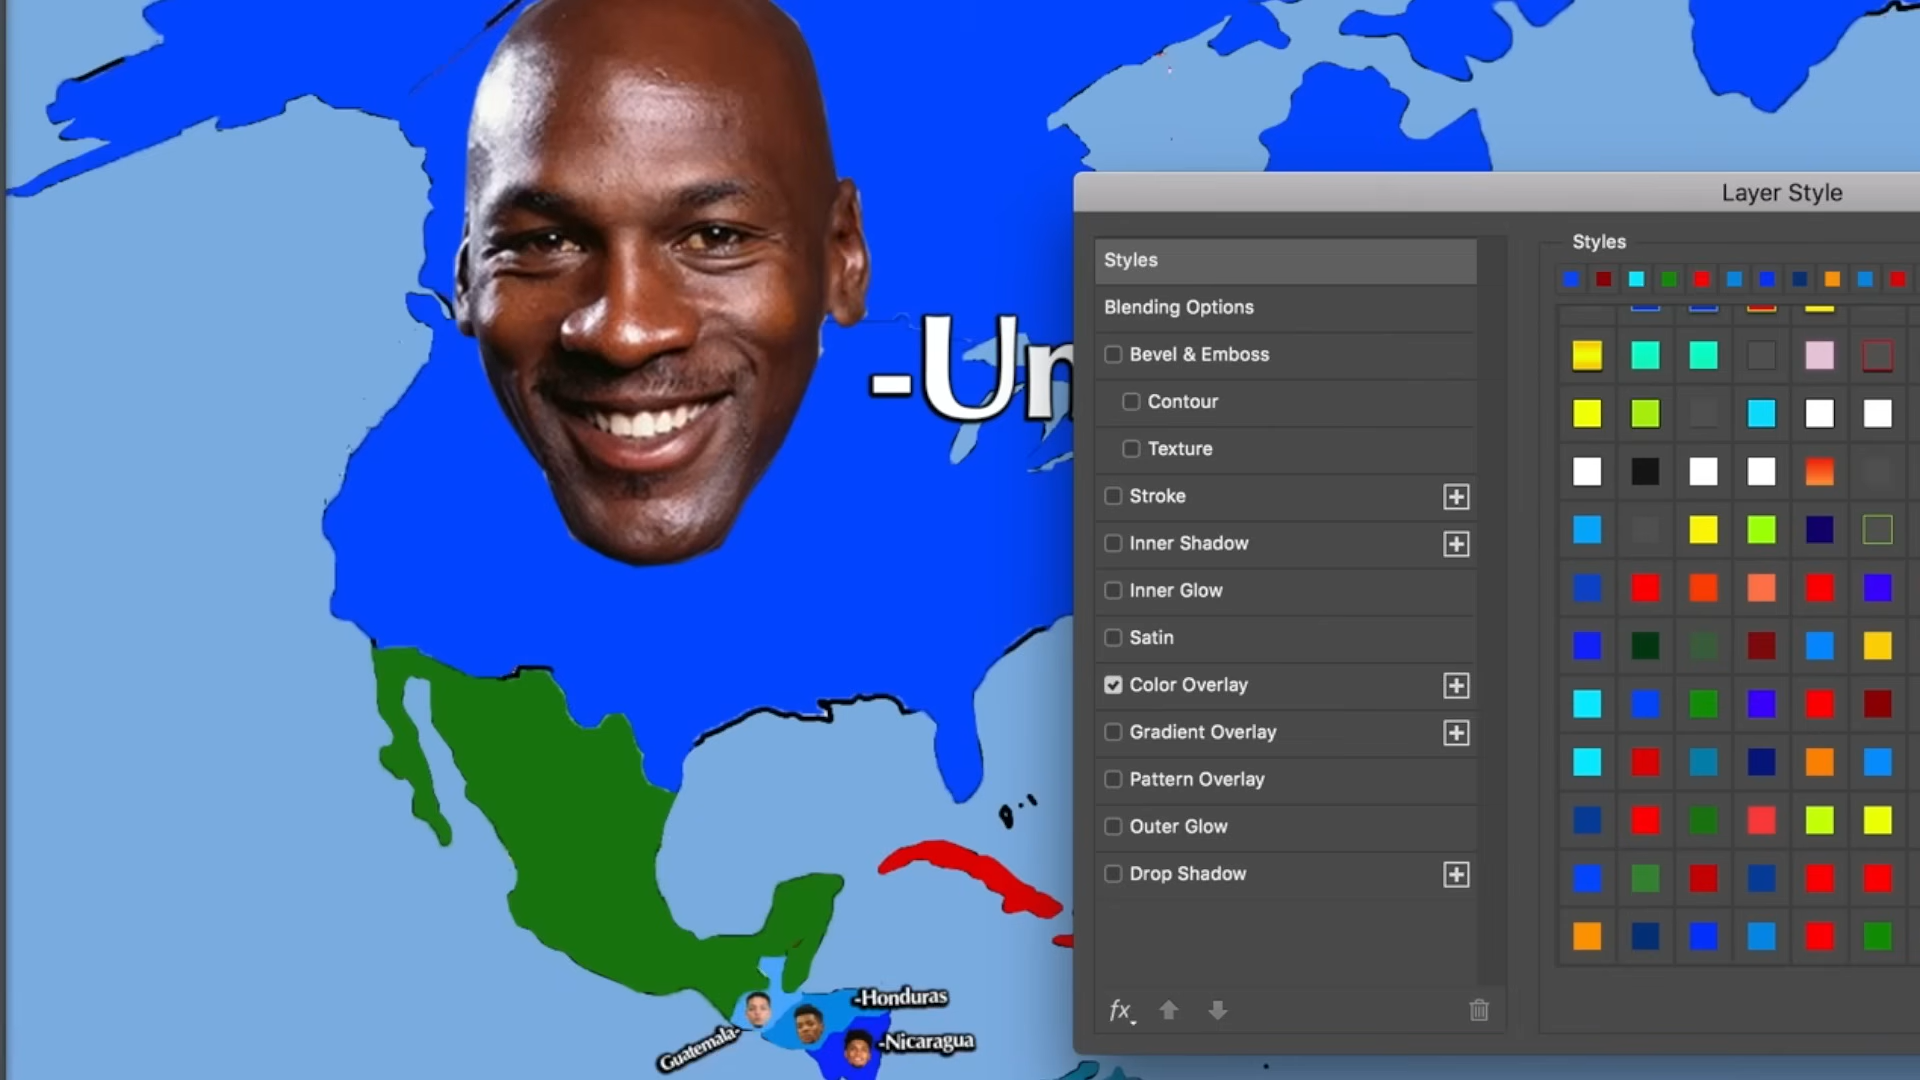 Layer Style
Styles
Styles
Blending Options
Bevel & Emboss
Contour
Texture
Stroke
Inner Shadow
Inner Glow
Satin
Color Overlay
Gradient Overlay
Pattern Overlay
Outer Glow
Drop Shadow
fx
-Un
-Honduras
Guatemala-
-Nicaragua